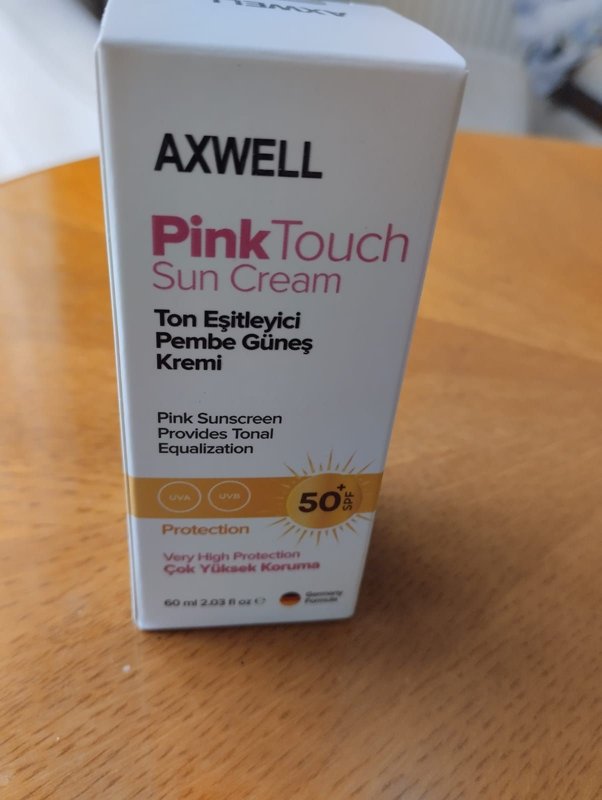 AXWELL
AXWELL
PinkTouch
Sun Cream
Ton Eşitleyici
Pembe Güneş
Kremi
Pink Sunscreen
Provides Tonal
Equalization
UVA UVB
50+ SPF
Protection
Very High Protection
Çok Yüksek Koruma
60 ml 2.03 fl oz ℮
Germany
Formula